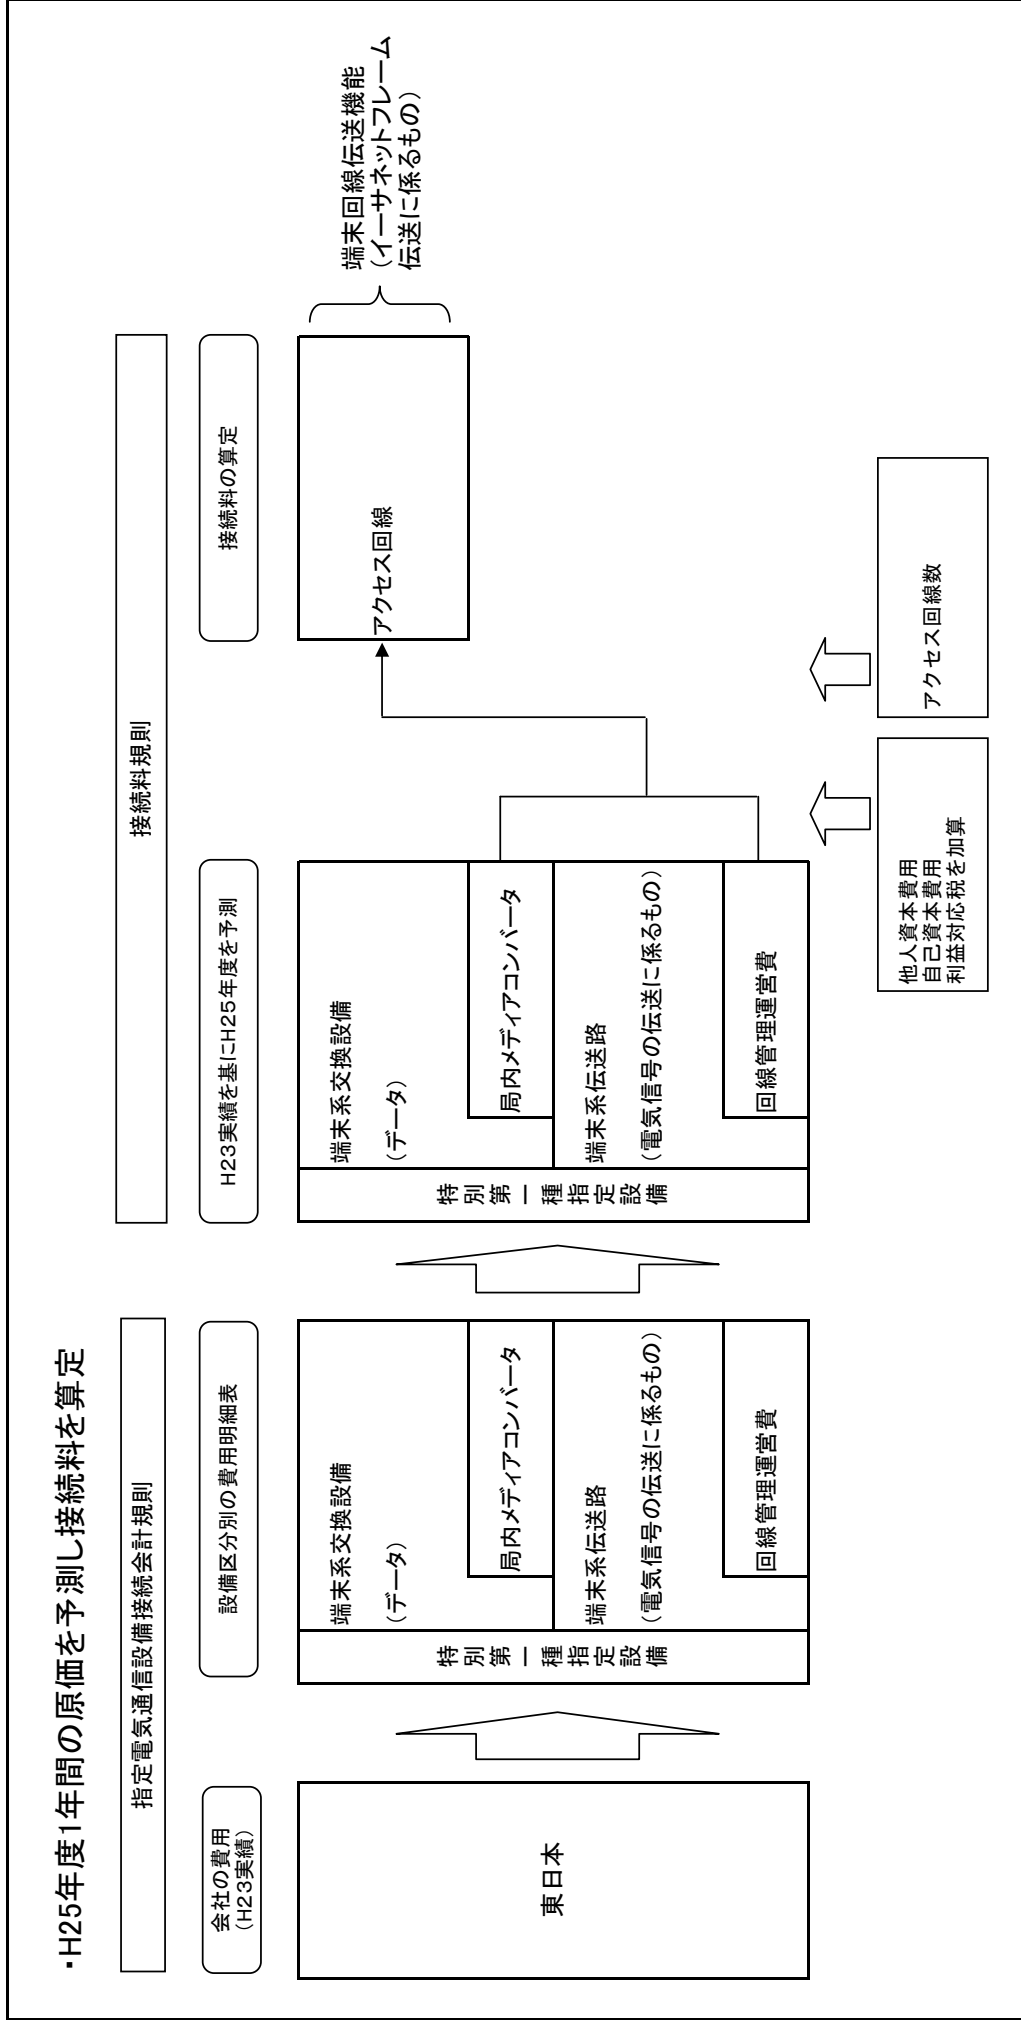 ・H25年度1年間の原価を予測し接続料を算定
指定電気通信設備接続会計規則
接続料規則
会社の費用
（H23実績）
設備区分別の費用明細表
H23実績を基にH25年度を予測
接続料の算定
東日本
特別第一種指定設備
端末系交換設備
（データ）
局内メディアコンバータ
端末系伝送路
（電気信号の伝送に係るもの）
回線管理運営費
特別第一種指定設備
端末系交換設備
（データ）
局内メディアコンバータ
端末系伝送路
（電気信号の伝送に係るもの）
回線管理運営費
アクセス回線
端末回線伝送機能
（イーサネットフレーム
伝送に係るもの）
他人資本費用
自己資本費用
利益対応税を加算
アクセス回線数